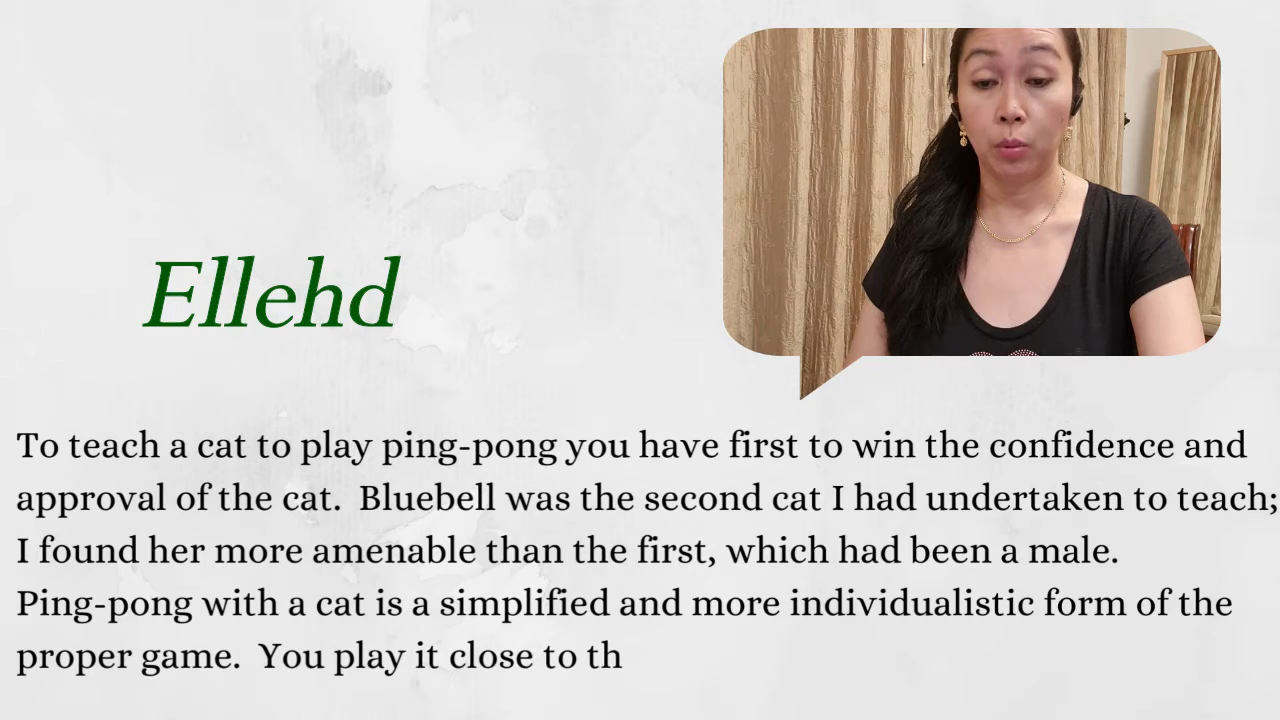 Ellehd
To teach a cat to play ping-pong you have first to win the confidence and
approval of the cat.  Bluebell was the second cat I had undertaken to teach;
I found her more amenable than the first, which had been a male.
Ping-pong with a cat is a simplified and more individualistic form of the
proper game.  You play it close to th